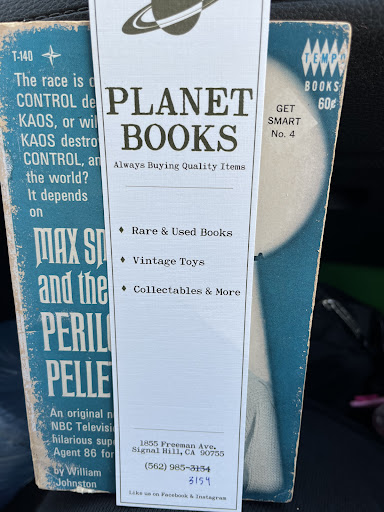 T-140
The race is o
CONTROL de
KAOS, or wil
KAOS destro
CONTROL, an
the world?
It depends
on
MAX SM
and the
PERILO
PELLE
An original n
NBC Televisi
hilarious sup
Agent 86 for
by William
Johnston
PLANET
BOOKS
Always Buying Quality Items
♦ Rare & Used Books
♦ Vintage Toys
♦ Collectables & More
1855 Freeman Ave.
Signal Hill, CA 90755
(562) 985-3154
3159
Like us on Facebook & Instagram
TEMPO
BOOKS
60¢
GET
SMART
No. 4